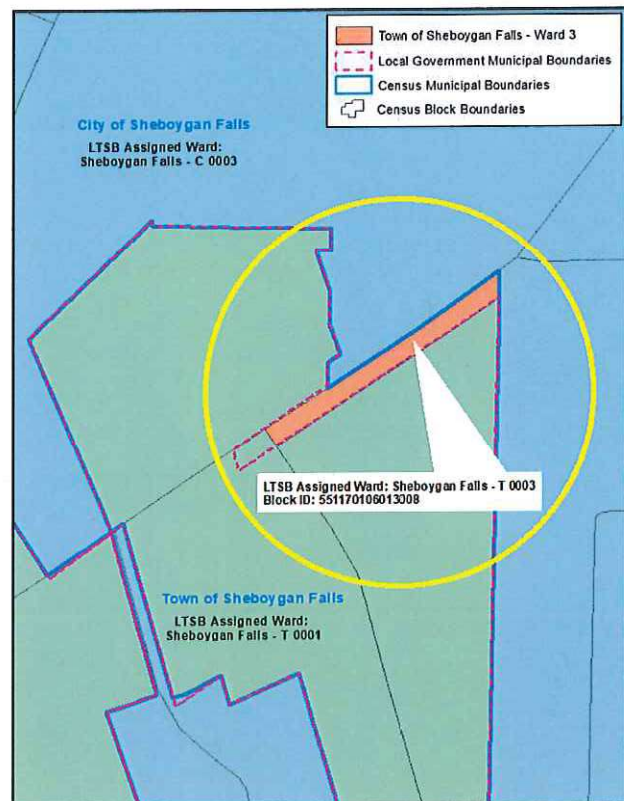 Town of Sheboygan Falls - Ward 3
Local Government Municipal Boundaries
Census Municipal Boundaries
Census Block Boundaries
City of Sheboygan Falls
LTSB Assigned Ward:
Sheboygan Falls - C 0003
LTSB Assigned Ward: Sheboygan Falls - T 0003
Block ID: 551170106013008
Town of Sheboygan Falls
LTSB Assigned Ward:
Sheboygan Falls - T 0001